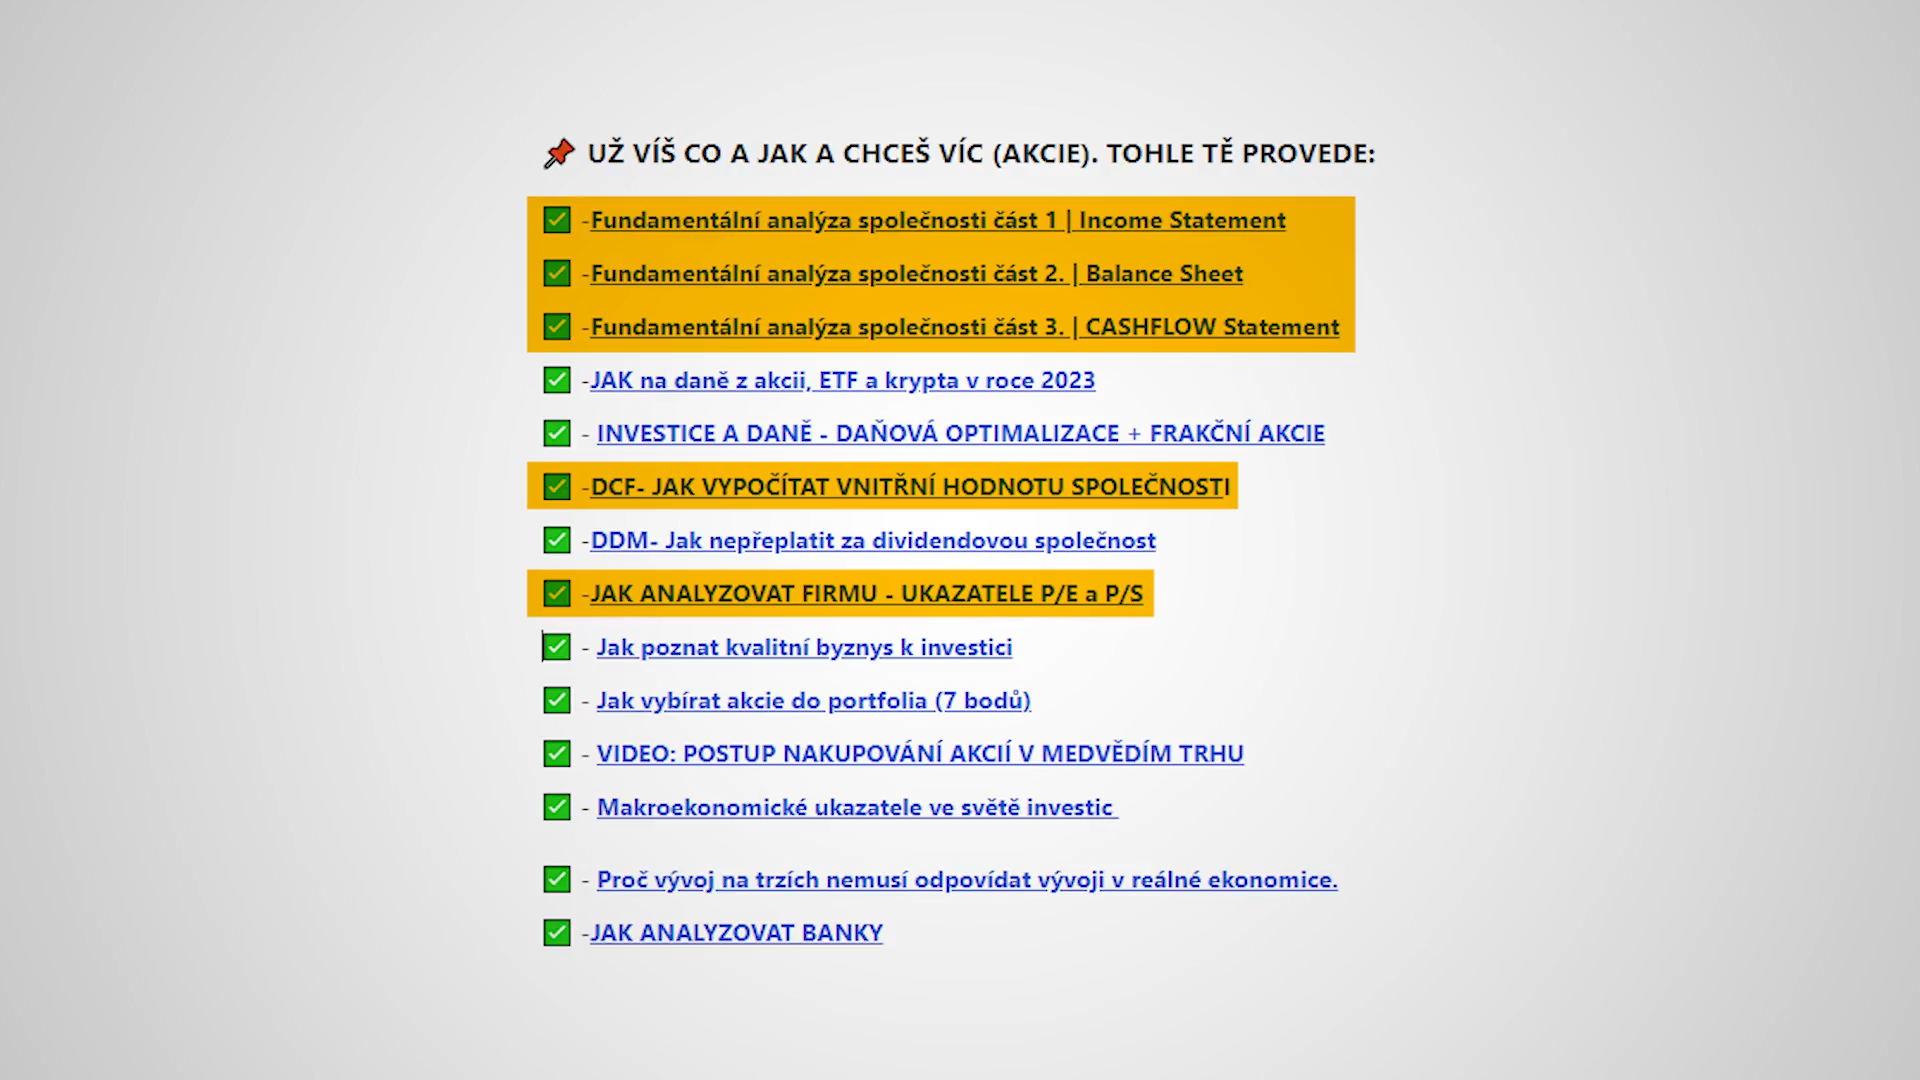 📌 UŽ VÍŠ CO A JAK A CHCEŠ VÍC (AKCIE). TOHLE TĚ PROVEDE:
✅ -Fundamentální analýza společnosti část 1 | Income Statement
✅ -Fundamentální analýza společnosti část 2. | Balance Sheet
✅ -Fundamentální analýza společnosti část 3. | CASHFLOW Statement
✅ -JAK na daně z akcii, ETF a krypta v roce 2023
✅ - INVESTICE A DANĚ - DAŇOVÁ OPTIMALIZACE + FRAKČNÍ AKCIE
✅ -DCF- JAK VYPOČÍTAT VNITŘNÍ HODNOTU SPOLEČNOSTI
✅ -DDM- Jak nepřeplatit za dividendovou společnost
✅ -JAK ANALYZOVAT FIRMU - UKAZATELE P/E a P/S
✅ - Jak poznat kvalitní byznys k investici
✅ - Jak vybírat akcie do portfolia (7 bodů)
✅ - VIDEO: POSTUP NAKUPOVÁNÍ AKCIÍ V MEDVĚDÍM TRHU
✅ - Makroekonomické ukazatele ve světě investic
✅ - Proč vývoj na trzích nemusí odpovídat vývoji v reálné ekonomice.
✅ -JAK ANALYZOVAT BANKY